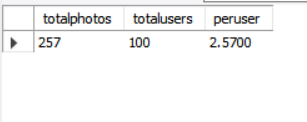 totalphotos totalusers peruser
257 100 2.5700